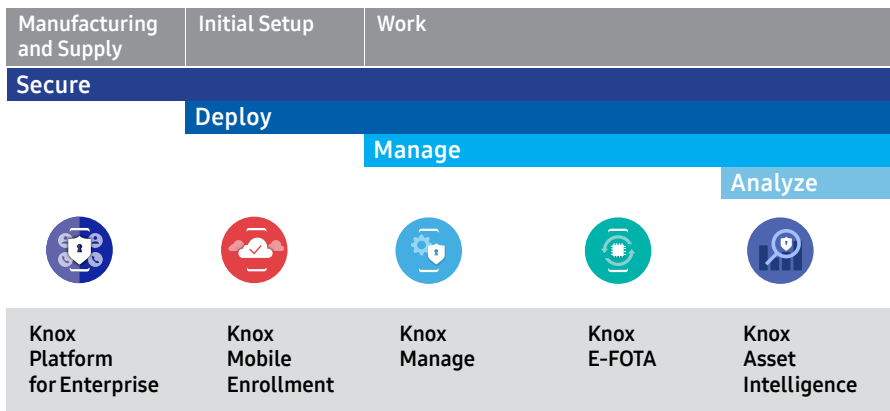 Manufacturing
and Supply
Initial Setup
Work
Secure
Deploy
Manage
Analyze
Knox
Platform
for Enterprise
Knox
Mobile
Enrollment
Knox
Manage
Knox
E-FOTA
Knox
Asset
Intelligence